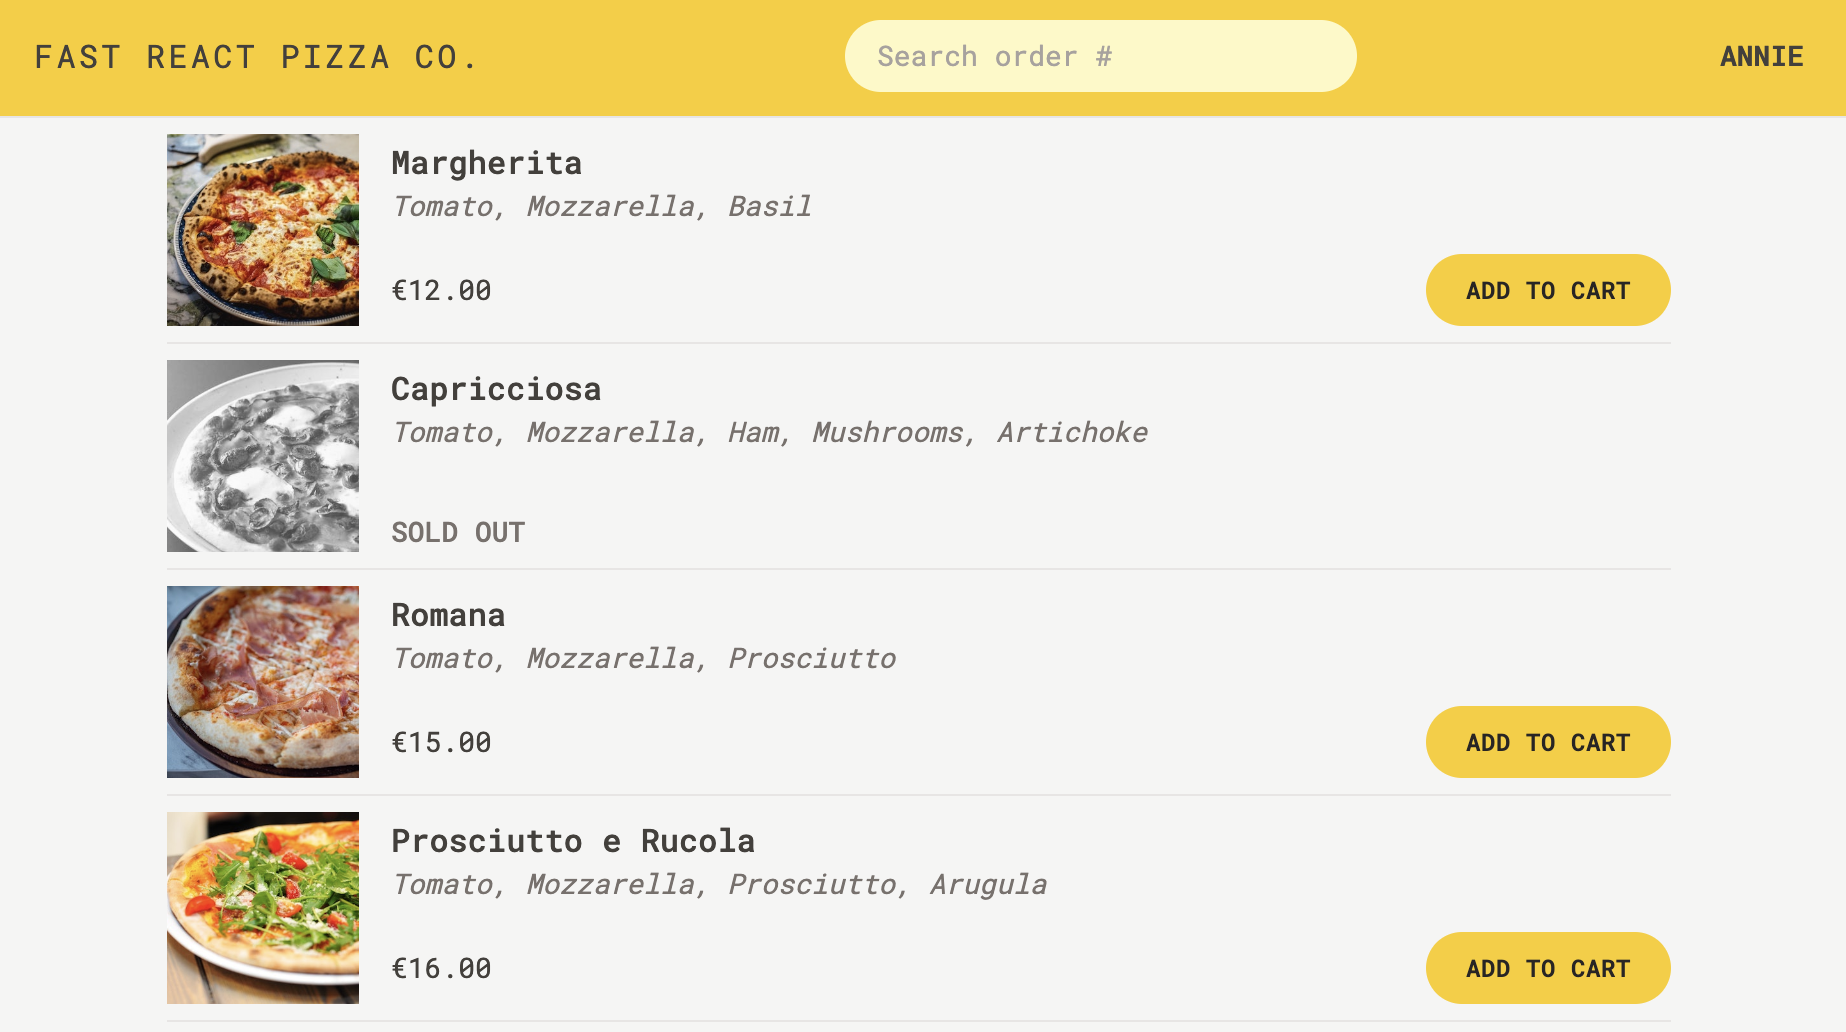 FAST REACT PIZZA CO.
Search order #
ANNIE
Margherita
Tomato, Mozzarella, Basil
€12.00
ADD TO CART
Capricciosa
Tomato, Mozzarella, Ham, Mushrooms, Artichoke
SOLD OUT
Romana
Tomato, Mozzarella, Prosciutto
€15.00
ADD TO CART
Prosciutto e Rucola
Tomato, Mozzarella, Prosciutto, Arugula
€16.00
ADD TO CART